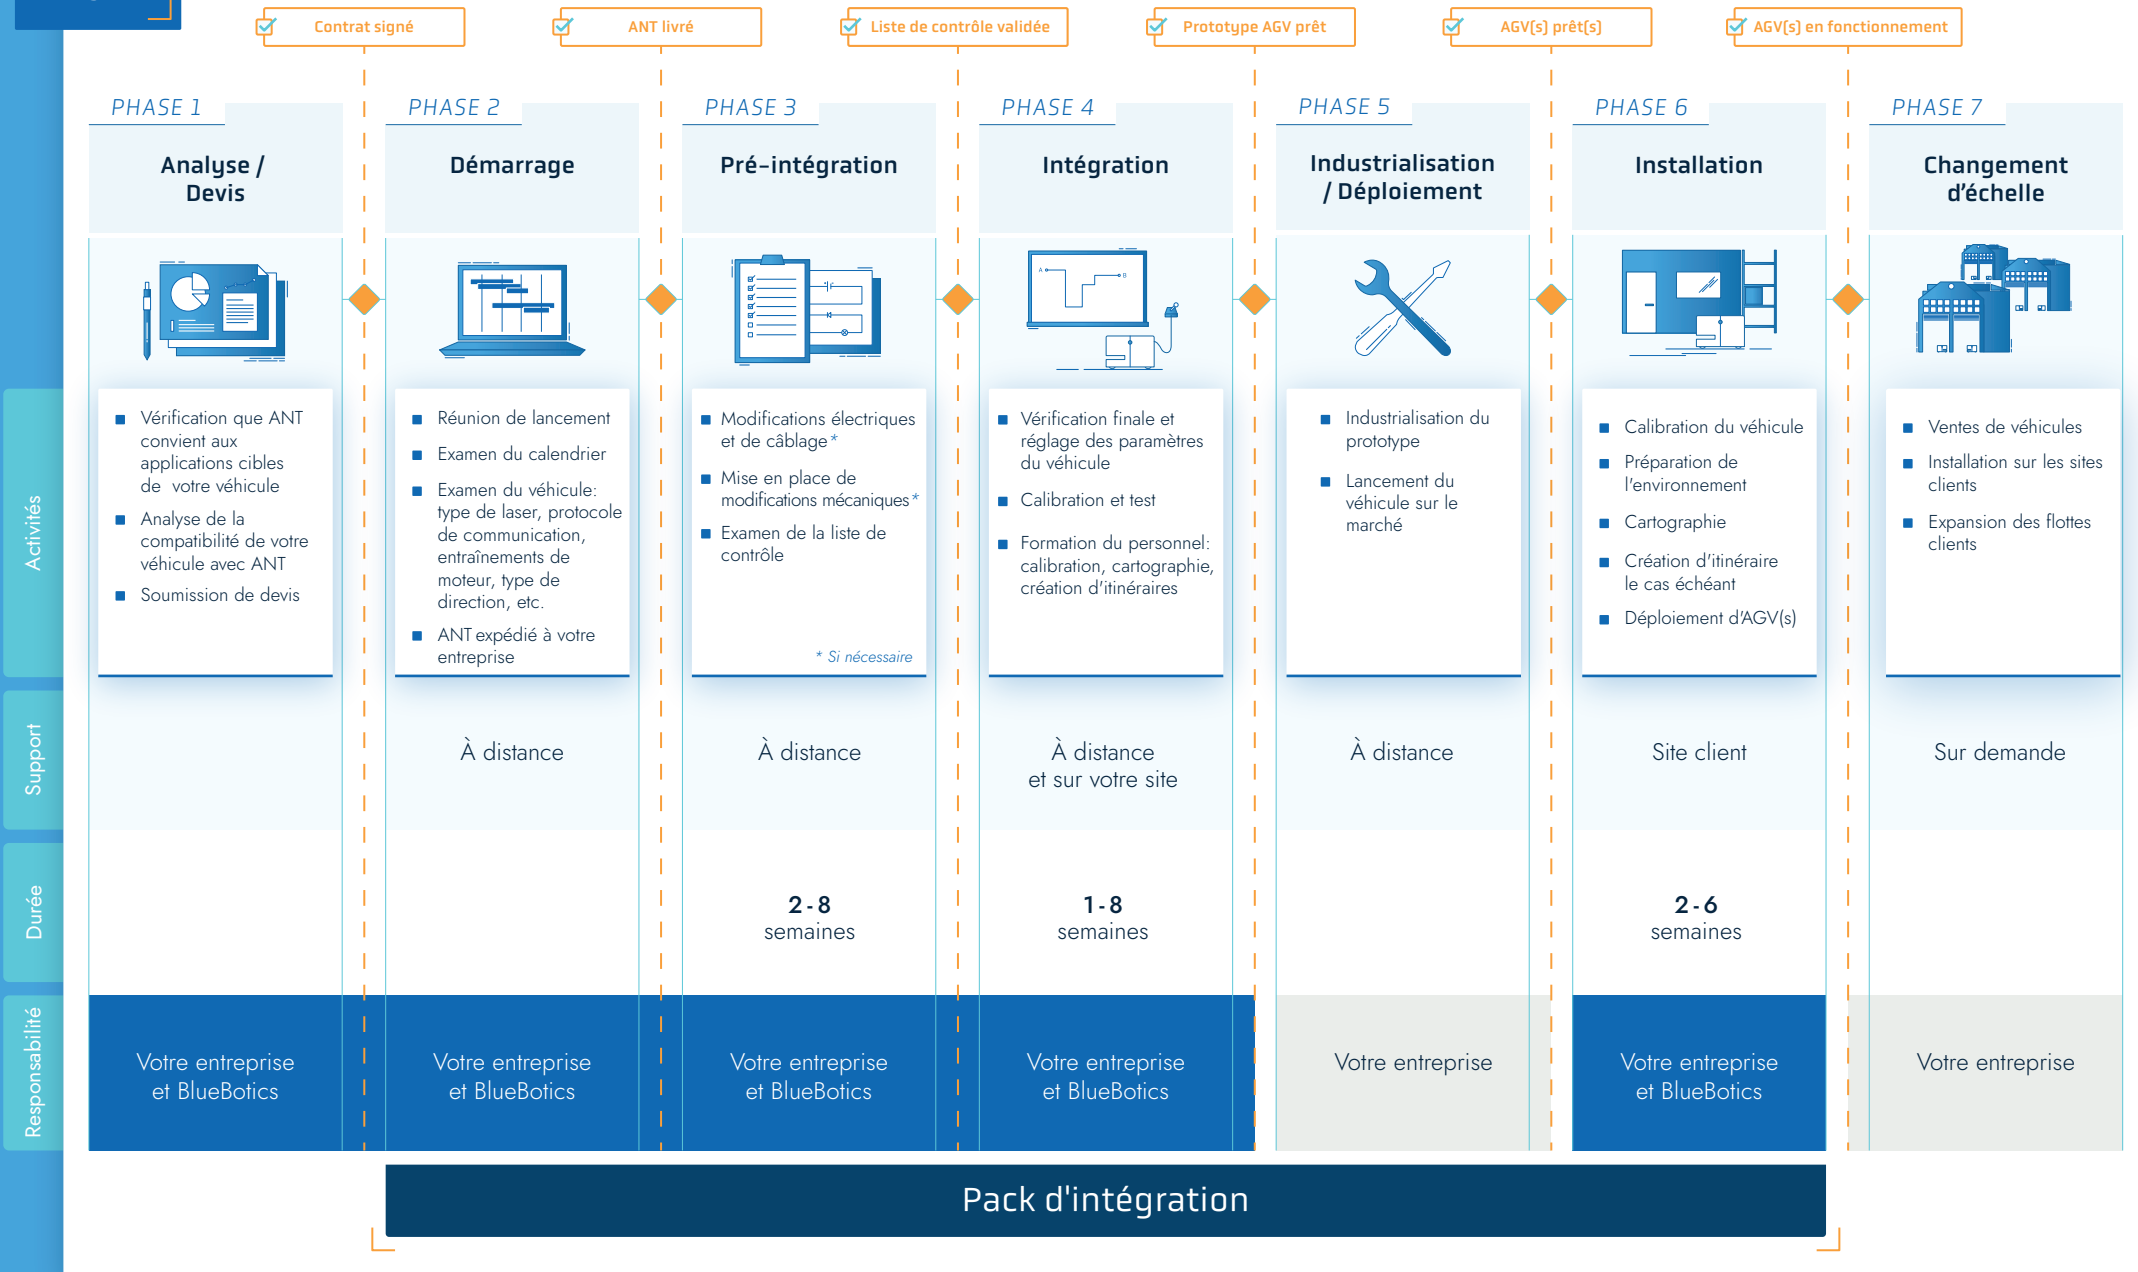 Contrat signé
ANT livré
Liste de contrôle validée
Prototype AGV prêt
AGV(s) prêt(s)
AGV(s) en fonctionnement
PHASE 1
Analyse /
Devis
PHASE 2
Démarrage
PHASE 3
Pré-intégration
PHASE 4
Intégration
PHASE 5
Industrialisation
/ Déploiement
PHASE 6
Installation
PHASE 7
Changement
d'échelle
A
B
Activités
Vérification que ANT
convient aux
applications cibles
de votre véhicule
Analyse de la
compatibilité de votre
véhicule avec ANT
Soumission de devis
Réunion de lancement
Examen du calendrier
Examen du véhicule:
type de laser, protocole
de communication,
entraînements de
moteur, type de
direction, etc.
ANT expédié à votre
entreprise
Modifications électriques
et de câblage*
Mise en place de
modifications mécaniques*
Examen de la liste de
contrôle
* Si nécessaire
Vérification finale et
réglage des paramètres
du véhicule
Calibration et test
Formation du personnel:
calibration, cartographie,
création d'itinéraires
Industrialisation du
prototype
Lancement du
véhicule sur le
marché
Calibration du véhicule
Préparation de
l'environnement
Cartographie
Création d'itinéraire
le cas échéant
Déploiement d'AGV(s)
Ventes de véhicules
Installation sur les sites
clients
Expansion des flottes
clients
Support
À distance
À distance
À distance
et sur votre site
À distance
Site client
Sur demande
Durée
2 - 8
semaines
1 - 8
semaines
2 - 6
semaines
Responsabilité
Votre entreprise
et BlueBotics
Votre entreprise
et BlueBotics
Votre entreprise
et BlueBotics
Votre entreprise
et BlueBotics
Votre entreprise
Votre entreprise
et BlueBotics
Votre entreprise
Pack d'intégration